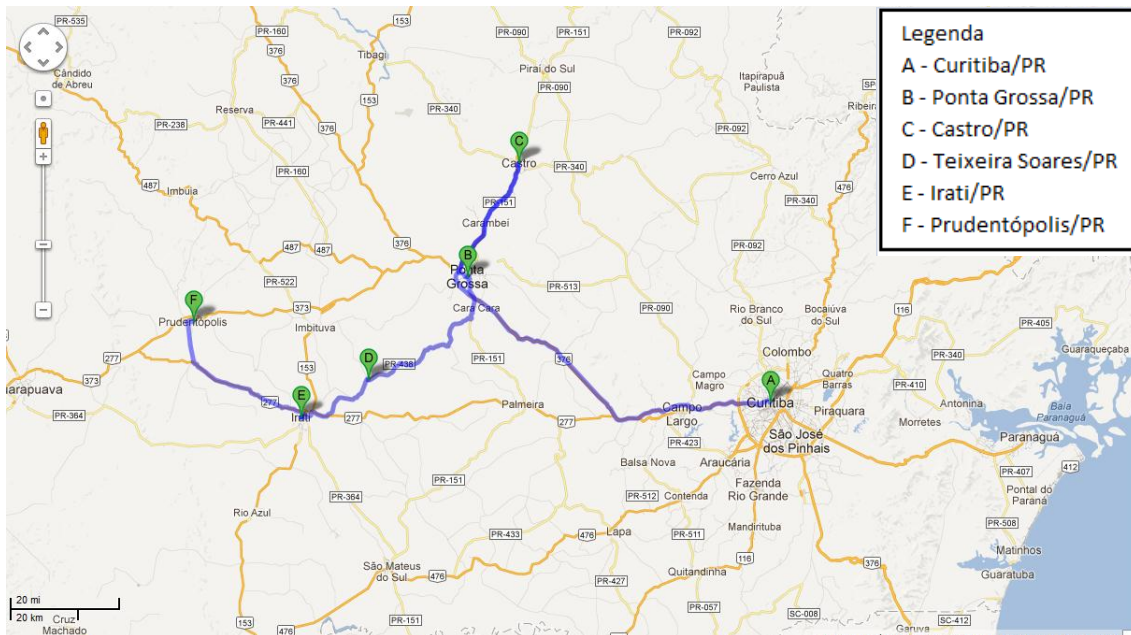 PR-535
PR-160
153
PR-090
PR-151
PR-092
376
Tibagi
Piraí do Sul
Itapirapuã
Paulista
SP
Cândido
de Abreu
376
Reserva
153
PR-340
PR-090
Ribeira
PR-238
PR-441
376
C
Castro
PR-340
PR-092
Cerro Azul
476
487
Imbúia
PR-160
PR-151
Carambeí
PR-340
487
487
376
B
Ponta
Grossa
PR-092
PR-522
PR-513
F
Prudentópolis
373
Imbituva
Cara Cara
PR-090
Rio Branco
do Sul
Bocaiúva
do Sul
PR-405
277
153
D
PR-438
PR-151
376
Colombo
PR-340
Guaraqueçaba
373
arapuava
Campo
Magro
A
Curitiba
Quatro
Barras
PR-410
Antonina
Baía
Paranaguá
PR-364
277
E
Irati
277
Palmeira
277
Campo
Largo
Piraquara
Morretes
Paranaguá
PR-423
São José
dos Pinhais
Balsa Nova
Araucária
PR-407
412
PR-364
PR-151
PR-512
Contenda
Fazenda
Rio Grande
Pontal do
Paraná
Rio Azul
PR-433
476
Lapa
PR-511
Mandirituba
PR-508
São Mateus
do Sul
476
116
376
Matinhos
Guaratuba
PR-427
Quitandinha
116
20 mi
20 km
Cruz
Machado
153
476
PR-151
PR-057
SC-008
SC-412
Garuva
Legenda
A - Curitiba/PR
B - Ponta Grossa/PR
C - Castro/PR
D - Teixeira Soares/PR
E - Irati/PR
F - Prudentópolis/PR